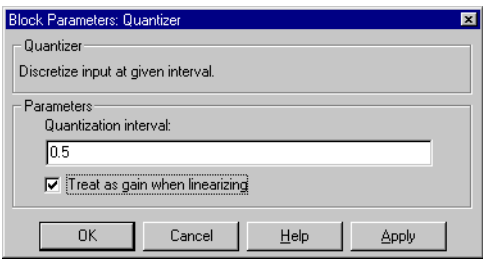 Block Parameters: Quantizer
Quantizer
Discretize input at given interval.
Parameters
Quantization interval:
0.5
Treat as gain when linearizing
OK Cancel Help Apply